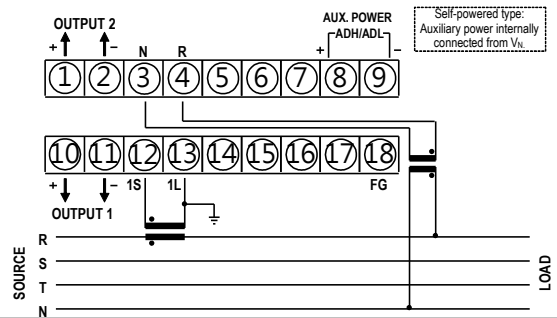 OUTPUT 2
AUX. POWER
ADH/ADL
Self-powered type:
Auxiliary power internally
connected from VN.
+ – N R + –
1 2 3 4 5 6 7 8 9
10 11 12 13 14 15 16 17 18
+ – 1S 1L FG
OUTPUT 1
SOURCE
R
S
T
N
LOAD